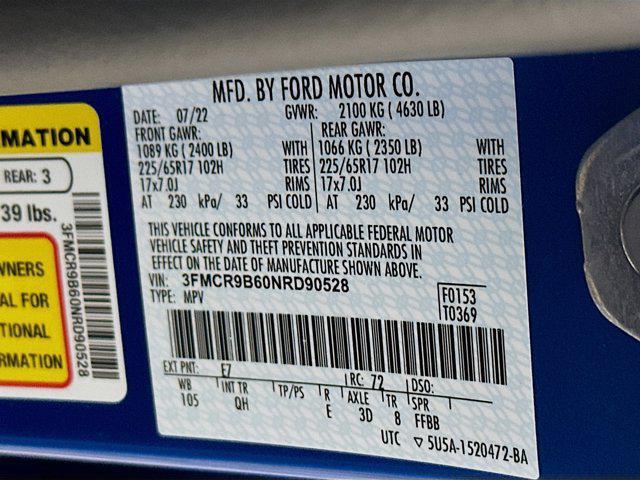 MFD. BY FORD MOTOR CO.
DATE: 07/22 GVWR: 2100 KG ( 4630 LB)
FRONT GAWR: REAR GAWR:
1089 KG ( 2400 LB) WITH 1066 KG ( 2350 LB) WITH
225/65R17 102H TIRES 225/65R17 102H TIRES
17x7.0J RIMS 17x7.0J RIMS
AT 230 kPa/ 33 PSI COLD AT 230 kPa/ 33 PSI COLD
THIS VEHICLE CONFORMS TO ALL APPLICABLE FEDERAL MOTOR
VEHICLE SAFETY AND THEFT PREVENTION STANDARDS IN
EFFECT ON THE DATE OF MANUFACTURE SHOWN ABOVE.
VIN: 3FMCR9B60NRD90528
TYPE: MPV
F0153
T0369
EXT PNT: E7 RC: 72 DSO:
WB INT TR TP/PS R AXLE TR SPR
105 QH E 3D 8 FFBB
UTC ▽ 5U5A-1520472-BA
RMATION
REAR: 3
39 lbs.
3FMCR9B60NRD90528
WNERS
AL FOR
TIONAL
RMATION